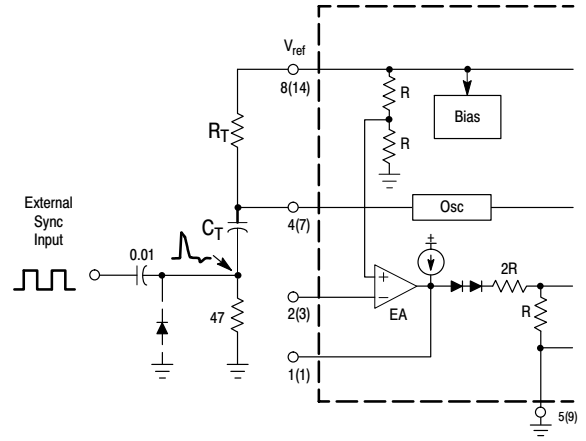 V_ref
8(14)
R
Bias
R_T
R
External
Sync
Input
C_T
4(7)
Osc
0.01
2R
47
2(3)
+
−
EA
R
1(1)
5(9)